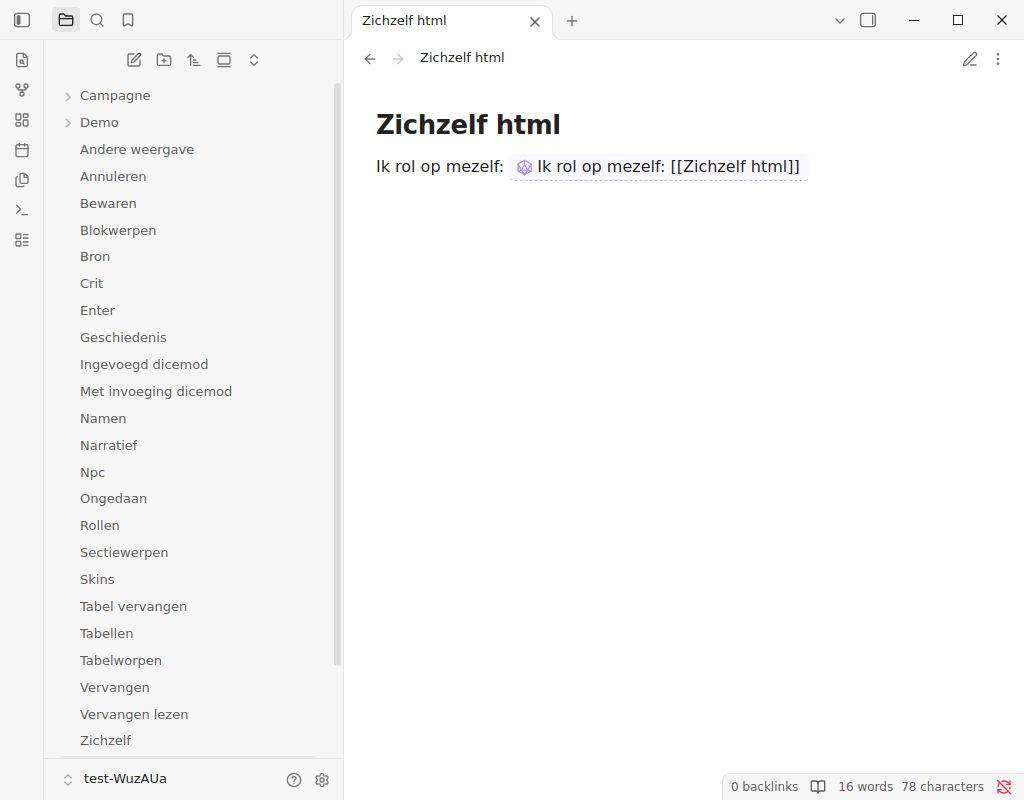 Zichzelf html
Zichzelf html
Campagne
Demo
Andere weergave
Annuleren
Bewaren
Blokwerpen
Bron
Crit
Enter
Geschiedenis
Ingevoegd dicemod
Met invoeging dicemod
Namen
Narratief
Npc
Ongedaan
Rollen
Sectiewerpen
Skins
Tabel vervangen
Tabellen
Tabelworpen
Vervangen
Vervangen lezen
Zichzelf
test-WuzAUa
Zichzelf html
Ik rol op mezelf: Ik rol op mezelf: [[Zichzelf html]]
0 backlinks 16 words 78 characters